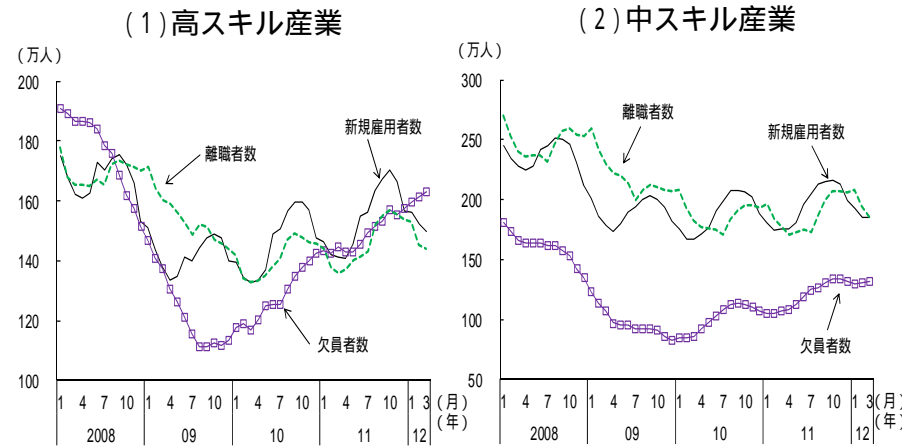 (1)高スキル産業
(万人)
200
180
160
140
120
100
離職者数
新規雇用者数
欠員者数
1 4 7 10 1 4 7 10 1 4 7 10 1 4 7 10 1 3 (月)
2008 09 10 11 12 (年)
(2)中スキル産業
(万人)
300
250
200
150
100
50
離職者数
新規雇用者数
欠員者数
1 4 7 10 1 4 7 10 1 4 7 10 1 4 7 10 1 3 (月)
2008 09 10 11 12 (年)